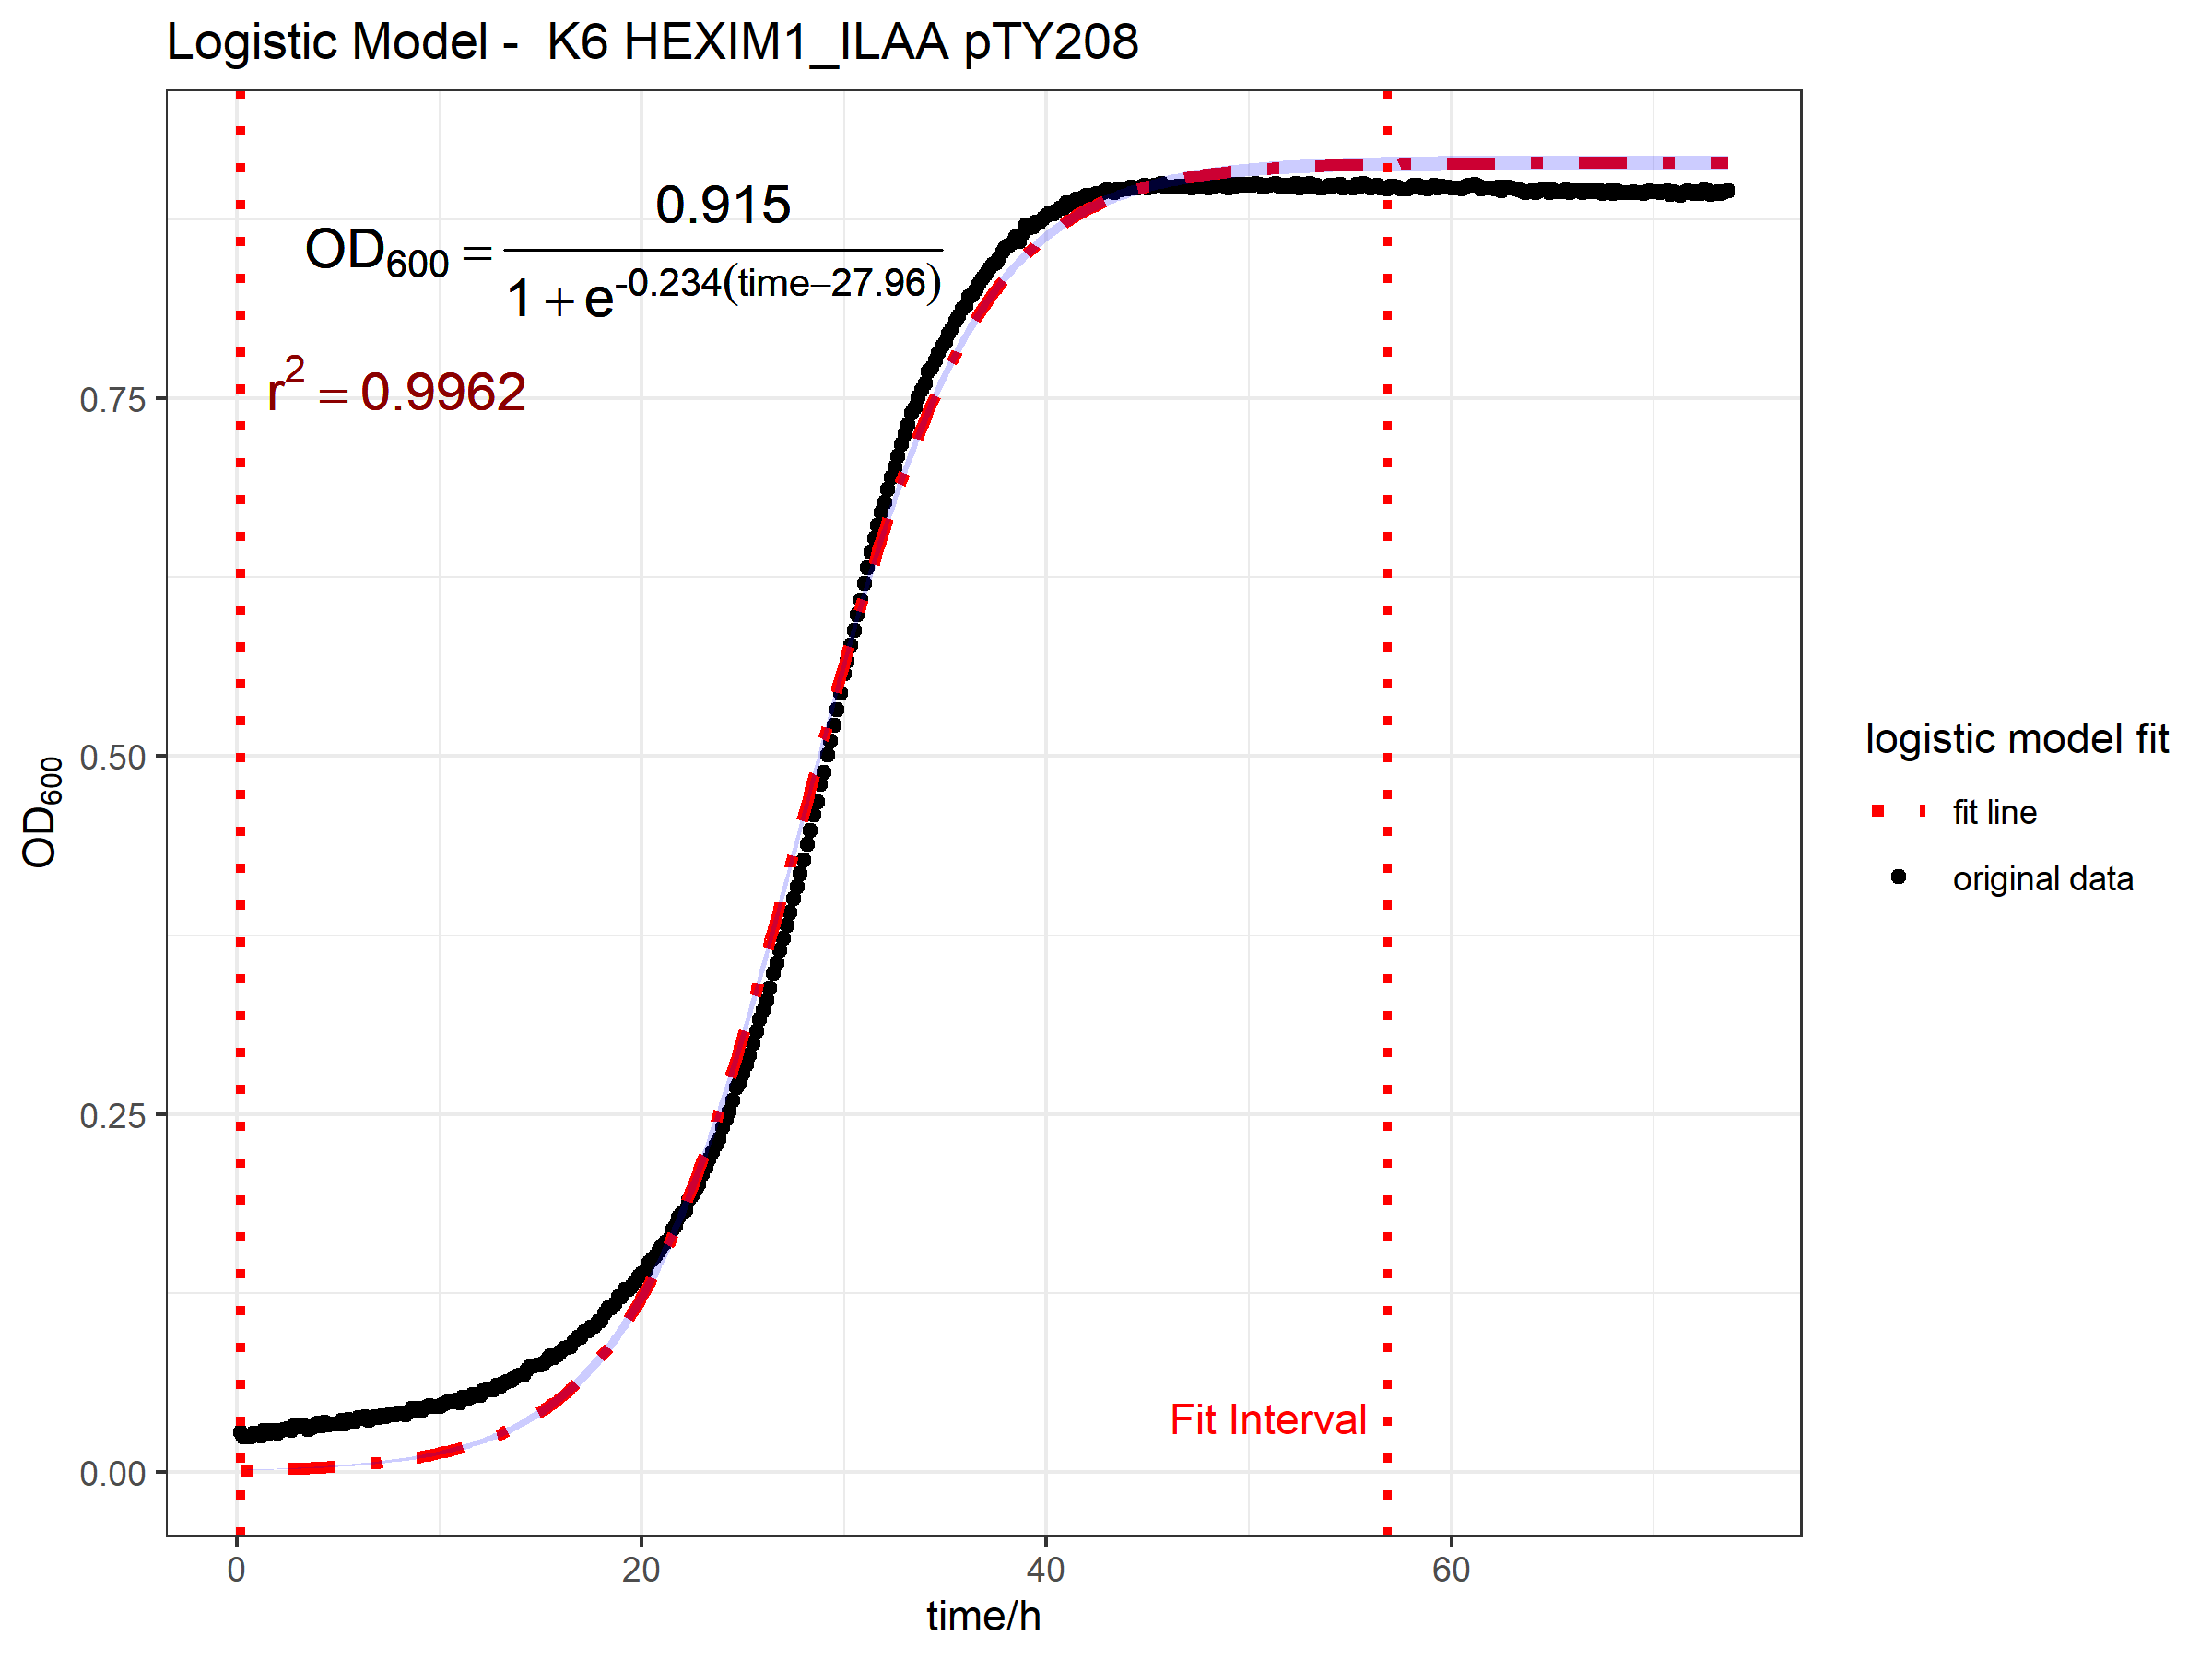 Logistic Model -  K6 HEXIM1_ILAA pTY208
OD600 = 0.915 / 1 + e^-0.234(time−27.96)
r² = 0.9962
0.75
0.50
0.25
0.00
OD600
Fit Interval
0 20 40 60
time/h
logistic model fit
fit line
original data